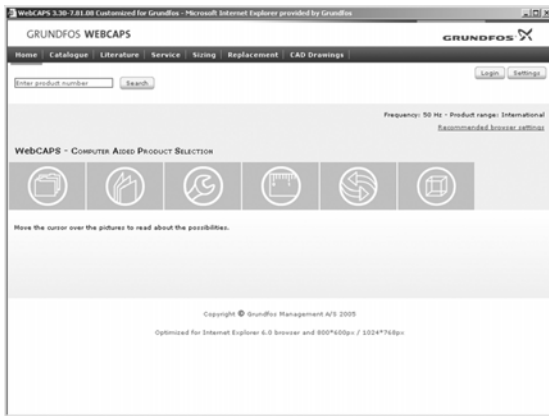 WebCAPS 3.30-7.01.00 Customized for Grundfos - Microsoft Internet Explorer provided by Grundfos
GRUNDFOS WEBCAPS
GRUNDFOS
Home Catalogue Literature Service Sizing Replacement CAD Drawings
Login Settings
Enter product number Search
Frequency: 50 Hz - Product range: International
Recommended browser settings
WebCAPS - Computer Aided Product Selection
Move the cursor over the pictures to read about the possibilities.
Copyright © Grundfos Management A/S 2005
Optimized for Internet Explorer 6.0 browser and 800*600px / 1024*768px